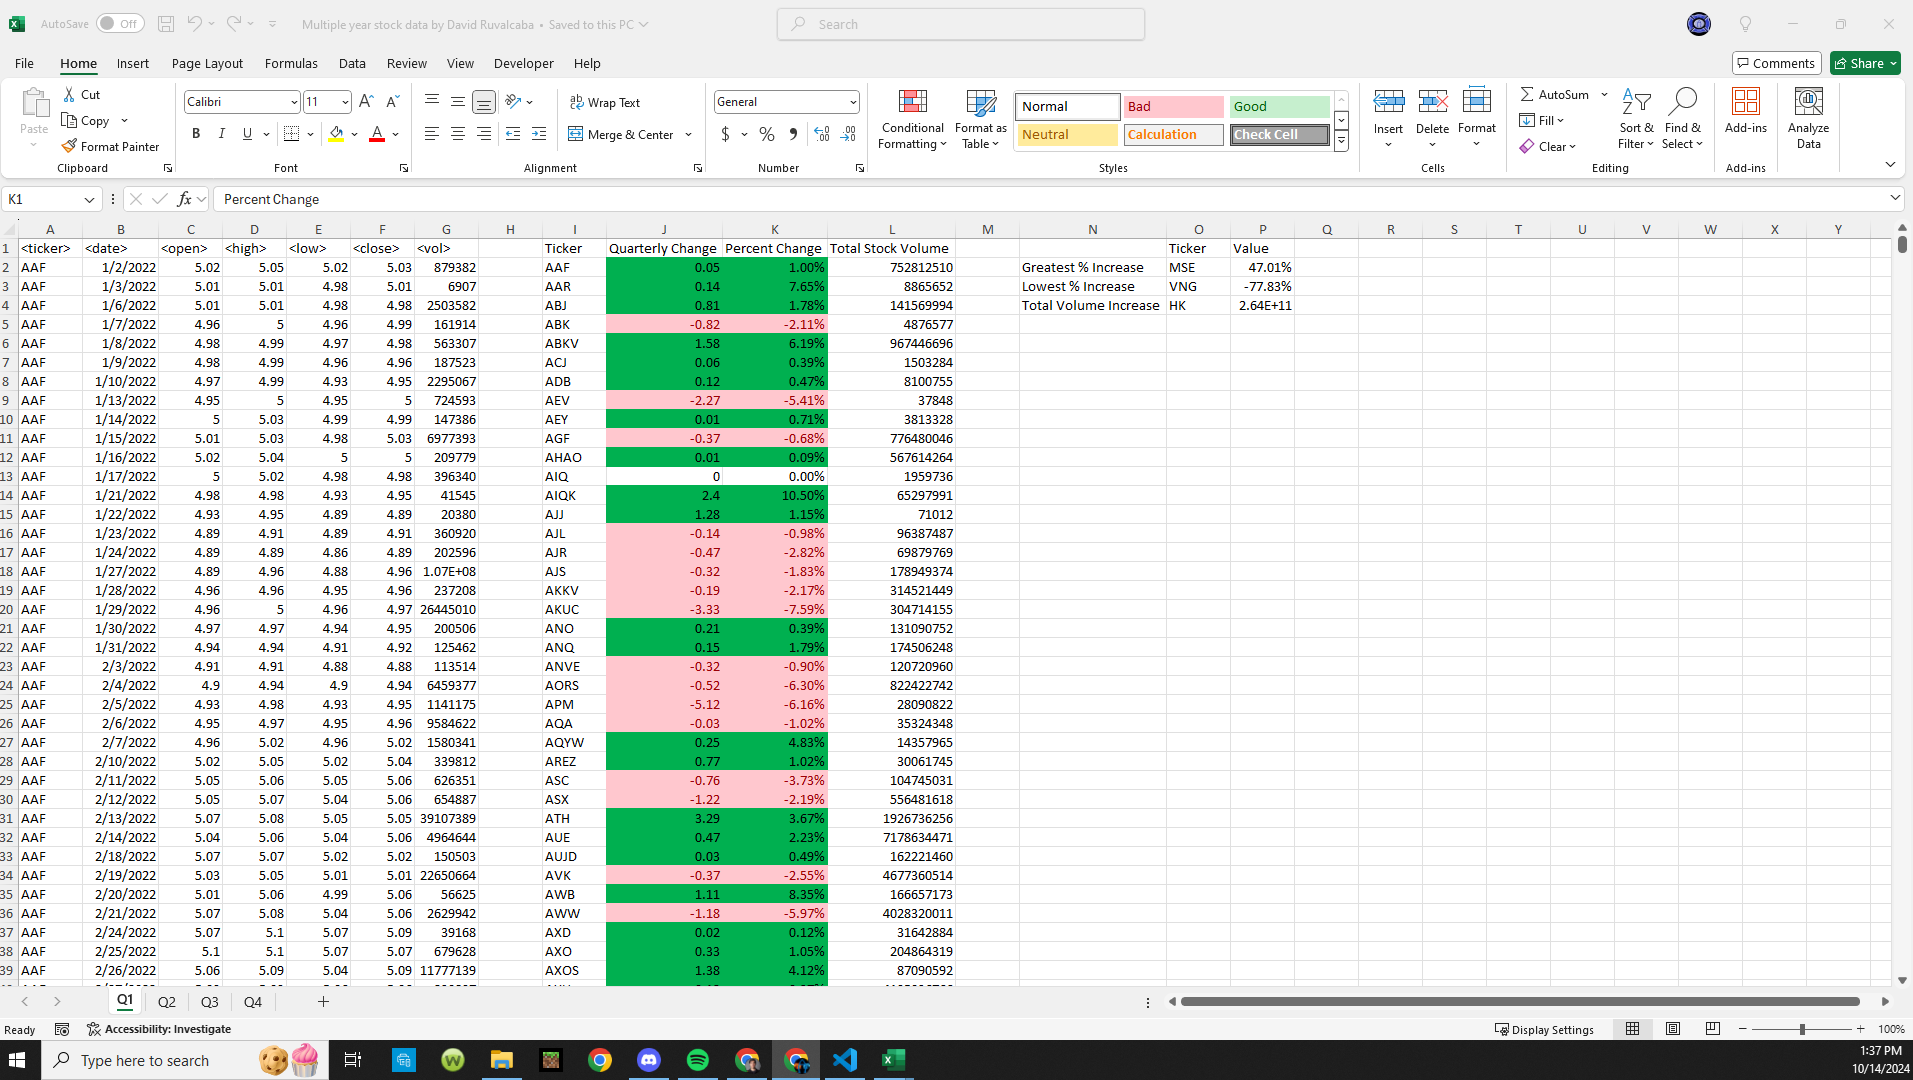 AutoSave Off Multiple year stock data by David Ruvalcaba • Saved to this PC Search
File Home Insert Page Layout Formulas Data Review View Developer Help Comments Share
Paste Cut Copy Format Painter Clipboard
Calibri 11 B I U A Font
Wrap Text Merge & Center Alignment
General $ % Number
Conditional Formatting Format as Table Normal Bad Good Neutral Calculation Check Cell Styles
Insert Delete Format Cells
AutoSum Fill Clear Sort & Filter Find & Select Editing
Add-ins Add-ins Analyze Data
K1 fx Percent Change
A B C D E F G H I J K L M N O P Q R S T U V W X Y
1 <ticker> <date> <open> <high> <low> <close> <vol> Ticker Quarterly Change Percent Change Total Stock Volume Ticker Value
2 AAF 1/2/2022 5.02 5.05 5.02 5.03 879382 AAF 0.05 1.00% 752812510 Greatest % Increase MSE 47.01%
3 AAF 1/3/2022 5.01 5.01 4.98 5.01 6907 AAR 0.14 7.65% 8865652 Lowest % Increase VNG -77.83%
4 AAF 1/6/2022 5.01 5.01 4.98 4.98 2503582 ABJ 0.81 1.78% 141569994 Total Volume Increase HK 2.64E+11
5 AAF 1/7/2022 4.96 5 4.96 4.99 161914 ABK -0.82 -2.11% 4876577
6 AAF 1/8/2022 4.98 4.99 4.97 4.98 563307 ABKV 1.58 6.19% 967446696
7 AAF 1/9/2022 4.98 4.99 4.96 4.96 187523 ACJ 0.06 0.39% 1503284
8 AAF 1/10/2022 4.97 4.99 4.93 4.95 2295067 ADB 0.12 0.47% 8100755
9 AAF 1/13/2022 4.95 5 4.95 5 724593 AEV -2.27 -5.41% 37848
10 AAF 1/14/2022 5 5.03 4.99 4.99 147386 AEY 0.01 0.71% 3813328
11 AAF 1/15/2022 5.01 5.03 4.98 5.03 6977393 AGF -0.37 -0.68% 776480046
12 AAF 1/16/2022 5.02 5.04 5 5 209779 AHAO 0.01 0.09% 567614264
13 AAF 1/17/2022 5 5.02 4.98 4.98 396340 AIQ 0 0.00% 1959736
14 AAF 1/21/2022 4.98 4.98 4.93 4.95 41545 AIQK 2.4 10.50% 65297991
15 AAF 1/22/2022 4.93 4.95 4.89 4.89 20380 AJJ 1.28 1.15% 71012
16 AAF 1/23/2022 4.89 4.91 4.89 4.91 360920 AJL -0.14 -0.98% 96387487
17 AAF 1/24/2022 4.89 4.89 4.86 4.89 202596 AJR -0.47 -2.82% 69879769
18 AAF 1/27/2022 4.89 4.96 4.88 4.96 1.07E+08 AJS -0.32 -1.83% 178949374
19 AAF 1/28/2022 4.96 4.96 4.95 4.96 237208 AKKV -0.19 -2.17% 314521449
20 AAF 1/29/2022 4.96 5 4.96 4.97 26445010 AKUC -3.33 -7.59% 304714155
21 AAF 1/30/2022 4.97 4.97 4.94 4.95 200506 ANO 0.21 0.39% 131090752
22 AAF 1/31/2022 4.94 4.94 4.91 4.92 125462 ANQ 0.15 1.79% 174506248
23 AAF 2/3/2022 4.91 4.91 4.88 4.88 113514 ANVE -0.32 -0.90% 120720960
24 AAF 2/4/2022 4.9 4.94 4.9 4.94 6459377 AORS -0.52 -6.30% 822422742
25 AAF 2/5/2022 4.93 4.98 4.93 4.95 1141175 APM -5.12 -6.16% 28090822
26 AAF 2/6/2022 4.95 4.97 4.95 4.96 9584622 AQA -0.03 -1.02% 35324348
27 AAF 2/7/2022 4.96 5.02 4.96 5.02 1580341 AQYW 0.25 4.83% 14357965
28 AAF 2/10/2022 5.02 5.05 5.02 5.04 339812 AREZ 0.77 1.02% 30061745
29 AAF 2/11/2022 5.05 5.06 5.05 5.06 626351 ASC -0.76 -3.73% 104745031
30 AAF 2/12/2022 5.05 5.07 5.04 5.06 654887 ASX -1.22 -2.19% 556481618
31 AAF 2/13/2022 5.07 5.08 5.05 5.05 39107389 ATH 3.29 3.67% 1926736256
32 AAF 2/14/2022 5.04 5.06 5.04 5.06 4964644 AUE 0.47 2.23% 7178634471
33 AAF 2/18/2022 5.07 5.07 5.02 5.02 150503 AUJD 0.03 0.49% 162221460
34 AAF 2/19/2022 5.03 5.05 5.01 5.01 22650664 AVK -0.37 -2.55% 4677360514
35 AAF 2/20/2022 5.01 5.06 4.99 5.06 56625 AWB 1.11 8.35% 166657173
36 AAF 2/21/2022 5.07 5.08 5.04 5.06 2629942 AWW -1.18 -5.97% 4028320011
37 AAF 2/24/2022 5.07 5.1 5.07 5.09 39168 AXD 0.02 0.12% 31642884
38 AAF 2/25/2022 5.1 5.1 5.07 5.07 679628 AXO 0.33 1.05% 204864319
39 AAF 2/26/2022 5.06 5.09 5.04 5.09 11777139 AXOS 1.38 4.12% 87090592
Q1 Q2 Q3 Q4
Ready Accessibility: Investigate Display Settings 100%
Type here to search 1:37 PM
10/14/2024